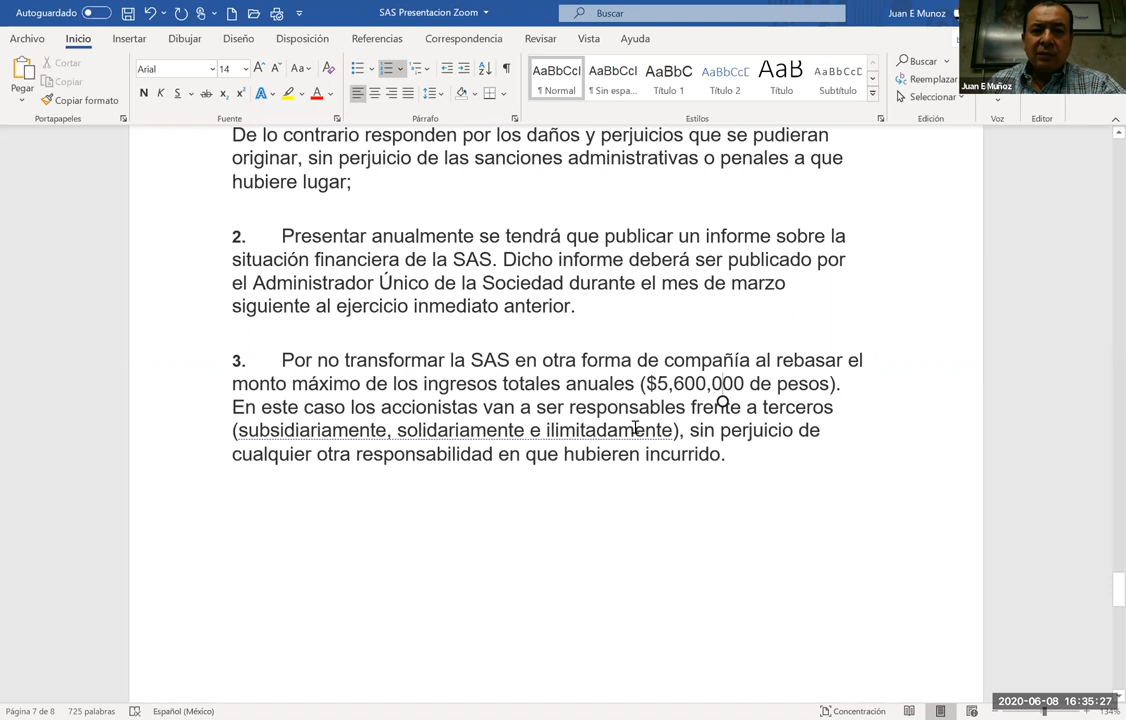 Autoguardado
SAS Presentacion Zoom
Buscar
Juan E Munoz
Archivo Inicio Insertar Dibujar Diseño Disposición Referencias Correspondencia Revisar Vista Ayuda
Pegar
Cortar
Copiar
Copiar formato
Portapapeles
Arial 14
N K S ab x₂ x²
Fuente
Párrafo
AaBbCcI AaBbCcI AaBbC AaBbCcD AaB AaBbCcD
¶ Normal ¶ Sin espa... Título 1 Título 2 Título Subtítulo
Estilos
Buscar
Reemplazar
Seleccionar
Edición
Voz
Editor
Juan E Muñoz
De lo contrario responden por los daños y perjuicios que se pudieran
originar, sin perjuicio de las sanciones administrativas o penales a que
hubiere lugar;
2. Presentar anualmente se tendrá que publicar un informe sobre la
situación financiera de la SAS. Dicho informe deberá ser publicado por
el Administrador Único de la Sociedad durante el mes de marzo
siguiente al ejercicio inmediato anterior.
3. Por no transformar la SAS en otra forma de compañía al rebasar el
monto máximo de los ingresos totales anuales ($5,600,000 de pesos).
En este caso los accionistas van a ser responsables frente a terceros
(subsidiariamente, solidariamente e ilimitadamente), sin perjuicio de
cualquier otra responsabilidad en que hubieren incurrido.
2020-06-08 16:35:27
Página 7 de 8 725 palabras Español (México) Concentración 134%